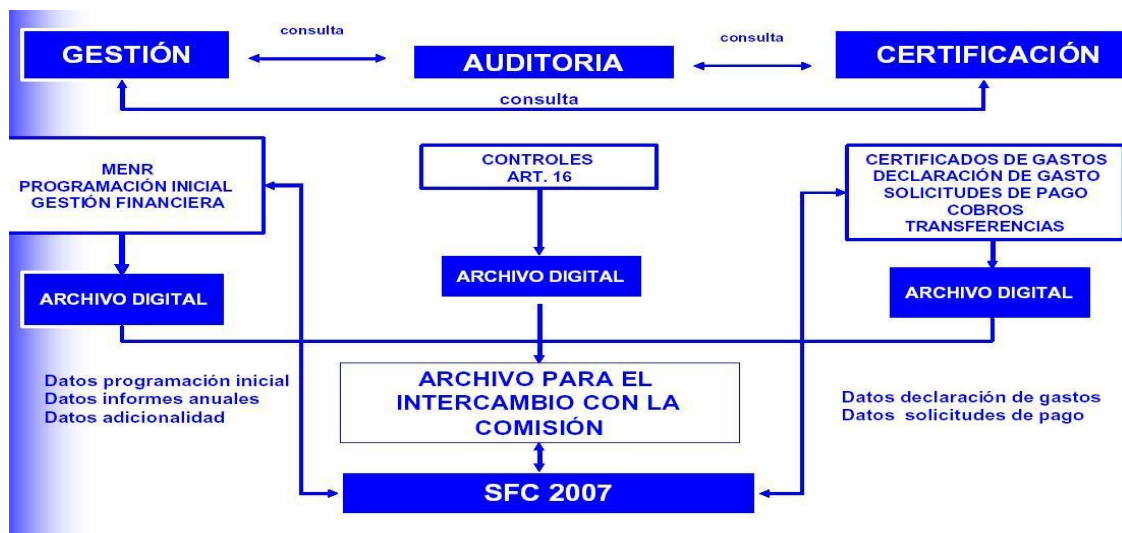 consulta
consulta
GESTIÓN
AUDITORIA
CERTIFICACIÓN
consulta
MENR
PROGRAMACIÓN INICIAL
GESTIÓN FINANCIERA
CONTROLES
ART. 16
CERTIFICADOS DE GASTOS
DECLARACIÓN DE GASTO
SOLICITUDES DE PAGO
COBROS
TRANSFERENCIAS
ARCHIVO DIGITAL
ARCHIVO DIGITAL
ARCHIVO DIGITAL
Datos programación inicial
Datos informes anuales
Datos adicionalidad
ARCHIVO PARA EL
INTERCAMBIO CON LA
COMISIÓN
Datos declaración de gastos
Datos solicitudes de pago
SFC 2007